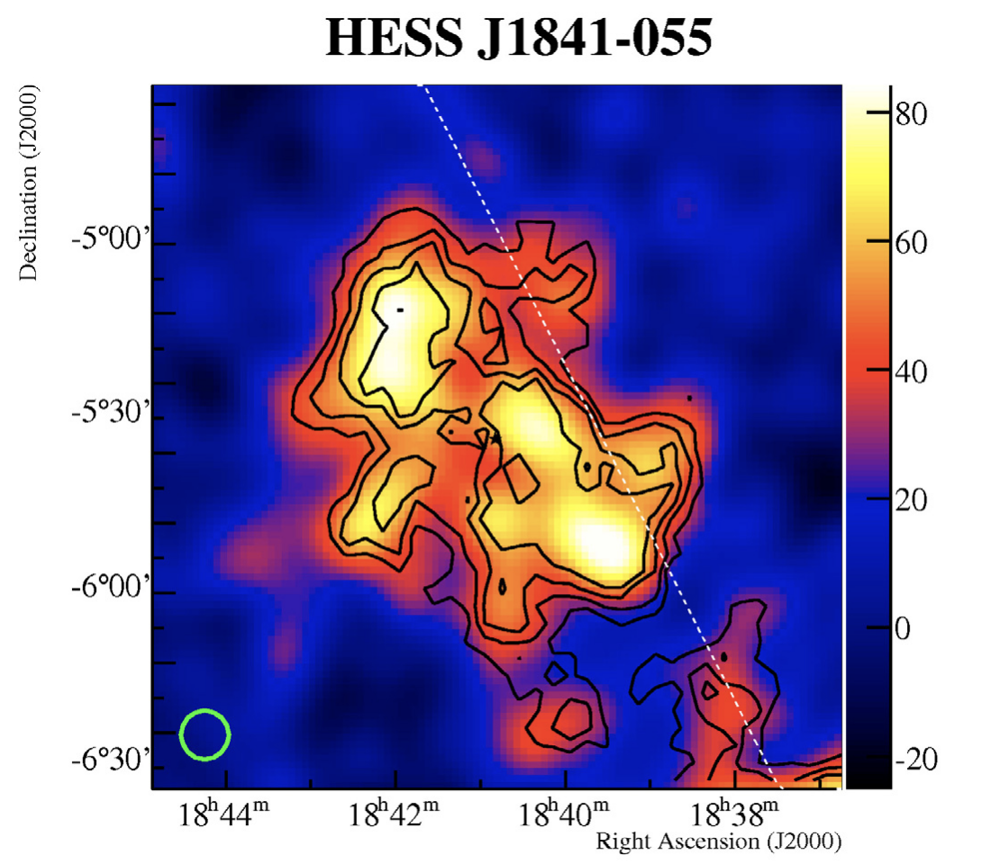 HESS J1841-055
Declination (J2000)
-5°00'
-5°30'
-6°00'
-6°30'
18ʰ44ᵐ
18ʰ42ᵐ
18ʰ40ᵐ
18ʰ38ᵐ
Right Ascension (J2000)
80
60
40
20
0
-20